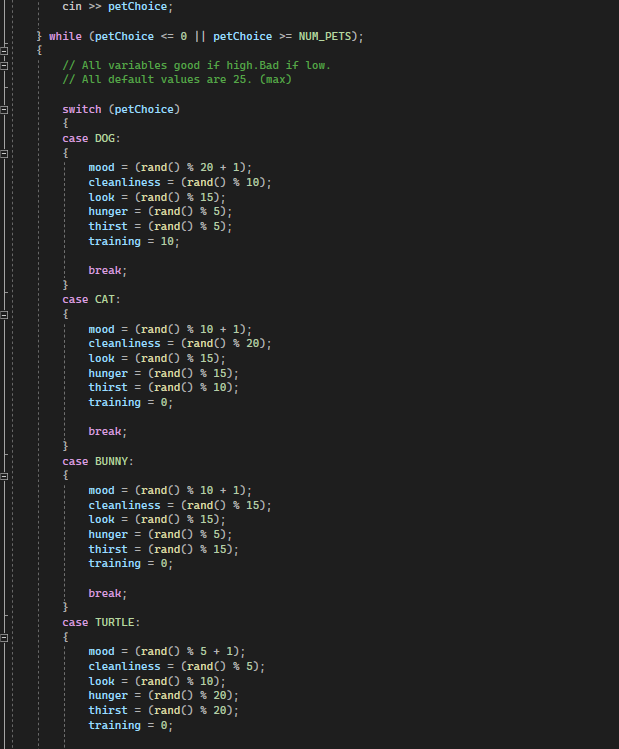 cin >> petChoice;
} while (petChoice <= 0 || petChoice >= NUM_PETS);
{
// All variables good if high.Bad if low.
// All default values are 25. (max)
switch (petChoice)
{
case DOG:
{
mood = (rand() % 20 + 1);
cleanliness = (rand() % 10);
look = (rand() % 15);
hunger = (rand() % 5);
thirst = (rand() % 5);
training = 10;
break;
}
case CAT:
{
mood = (rand() % 10 + 1);
cleanliness = (rand() % 20);
look = (rand() % 15);
hunger = (rand() % 15);
thirst = (rand() % 10);
training = 0;
break;
}
case BUNNY:
{
mood = (rand() % 10 + 1);
cleanliness = (rand() % 15);
look = (rand() % 15);
hunger = (rand() % 5);
thirst = (rand() % 15);
training = 0;
break;
}
case TURTLE:
{
mood = (rand() % 5 + 1);
cleanliness = (rand() % 5);
look = (rand() % 10);
hunger = (rand() % 20);
thirst = (rand() % 20);
training = 0;